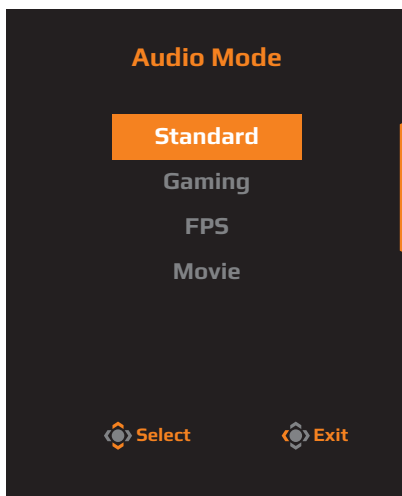 Audio Mode
Standard
Gaming
FPS
Movie
Select Exit